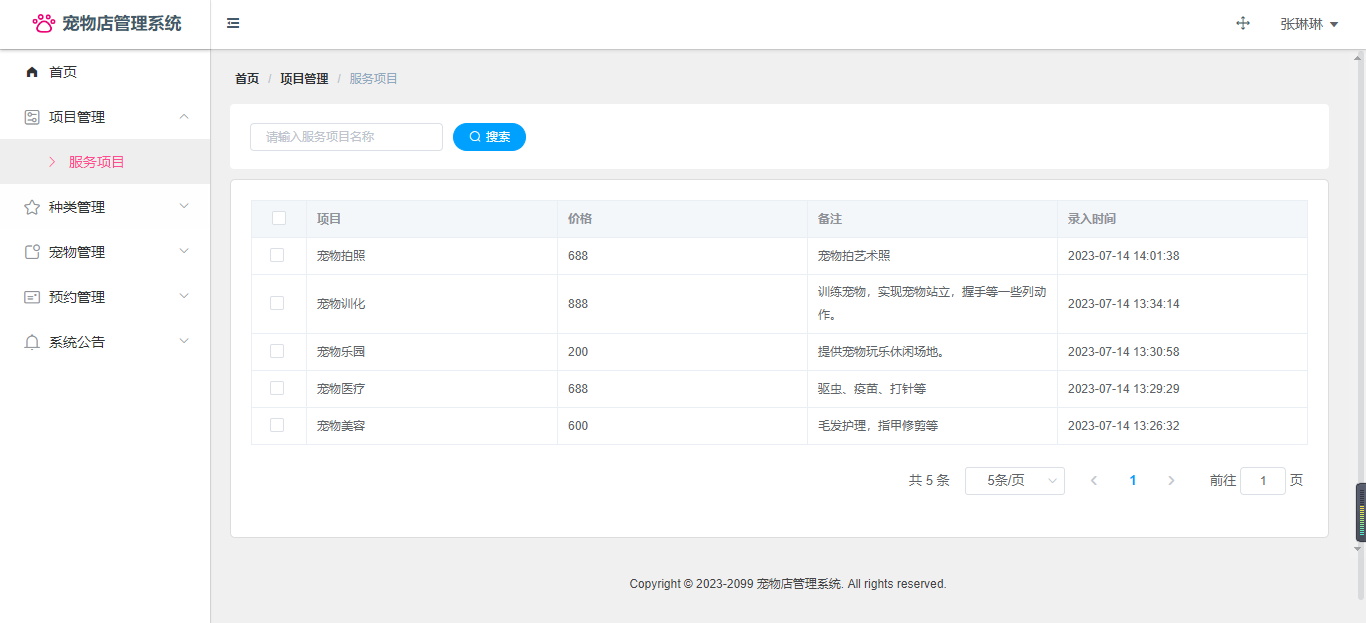 宠物店管理系统
张琳琳
首页
项目管理
服务项目
种类管理
宠物管理
预约管理
系统公告
首页 / 项目管理 / 服务项目
请输入服务项目名称 搜索
项目 价格 备注 录入时间
宠物拍照 688 宠物拍艺术照 2023-07-14 14:01:38
宠物训化 888 训练宠物，实现宠物站立，握手等一些列动
作。 2023-07-14 13:34:14
宠物乐园 200 提供宠物玩乐休闲场地。 2023-07-14 13:30:58
宠物医疗 688 驱虫、疫苗、打针等 2023-07-14 13:29:29
宠物美容 600 毛发护理，指甲修剪等 2023-07-14 13:26:32
共 5 条 5条/页 1 前往 1 页
Copyright © 2023-2099 宠物店管理系统. All rights reserved.